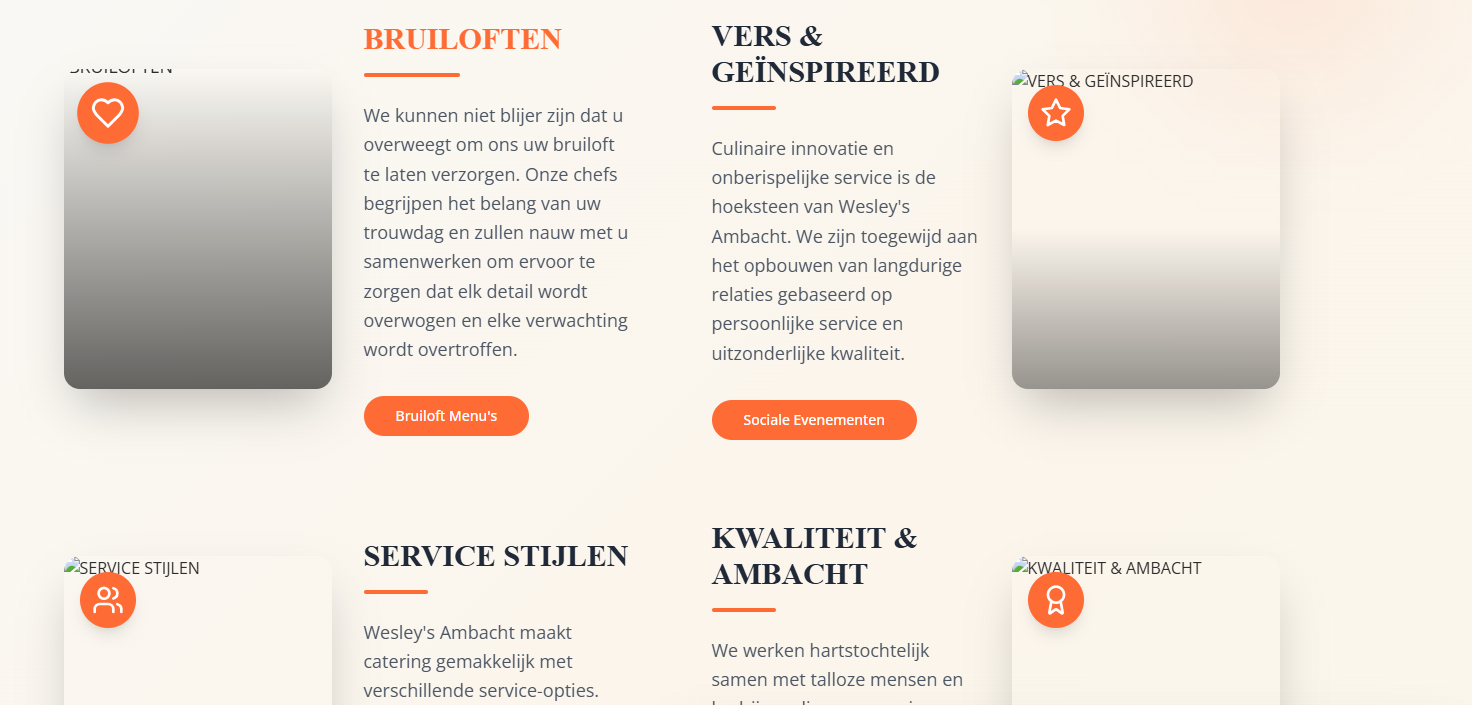 BRUILOFTEN
BRUILOFTEN
We kunnen niet blijer zijn dat u
overweegt om ons uw bruiloft
te laten verzorgen. Onze chefs
begrijpen het belang van uw
trouwdag en zullen nauw met u
samenwerken om ervoor te
zorgen dat elk detail wordt
overwogen en elke verwachting
wordt overtroffen.
Bruiloft Menu's
VERS &
GEÏNSPIREERD
Culinaire innovatie en
onberispelijke service is de
hoeksteen van Wesley's
Ambacht. We zijn toegewijd aan
het opbouwen van langdurige
relaties gebaseerd op
persoonlijke service en
uitzonderlijke kwaliteit.
Sociale Evenementen
VERS & GEÏNSPIREERD
SERVICE STIJLEN
SERVICE STIJLEN
Wesley's Ambacht maakt
catering gemakkelijk met
verschillende service-opties.
KWALITEIT &
AMBACHT
We werken hartstochtelijk
samen met talloze mensen en
KWALITEIT & AMBACHT